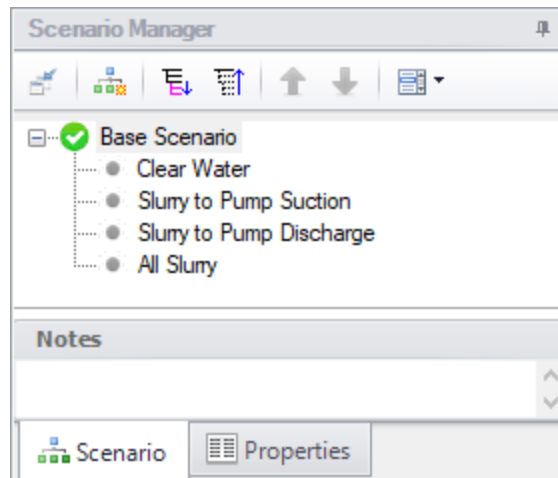 Scenario Manager
Base Scenario
Clear Water
Slurry to Pump Suction
Slurry to Pump Discharge
All Slurry
Notes
Scenario Properties